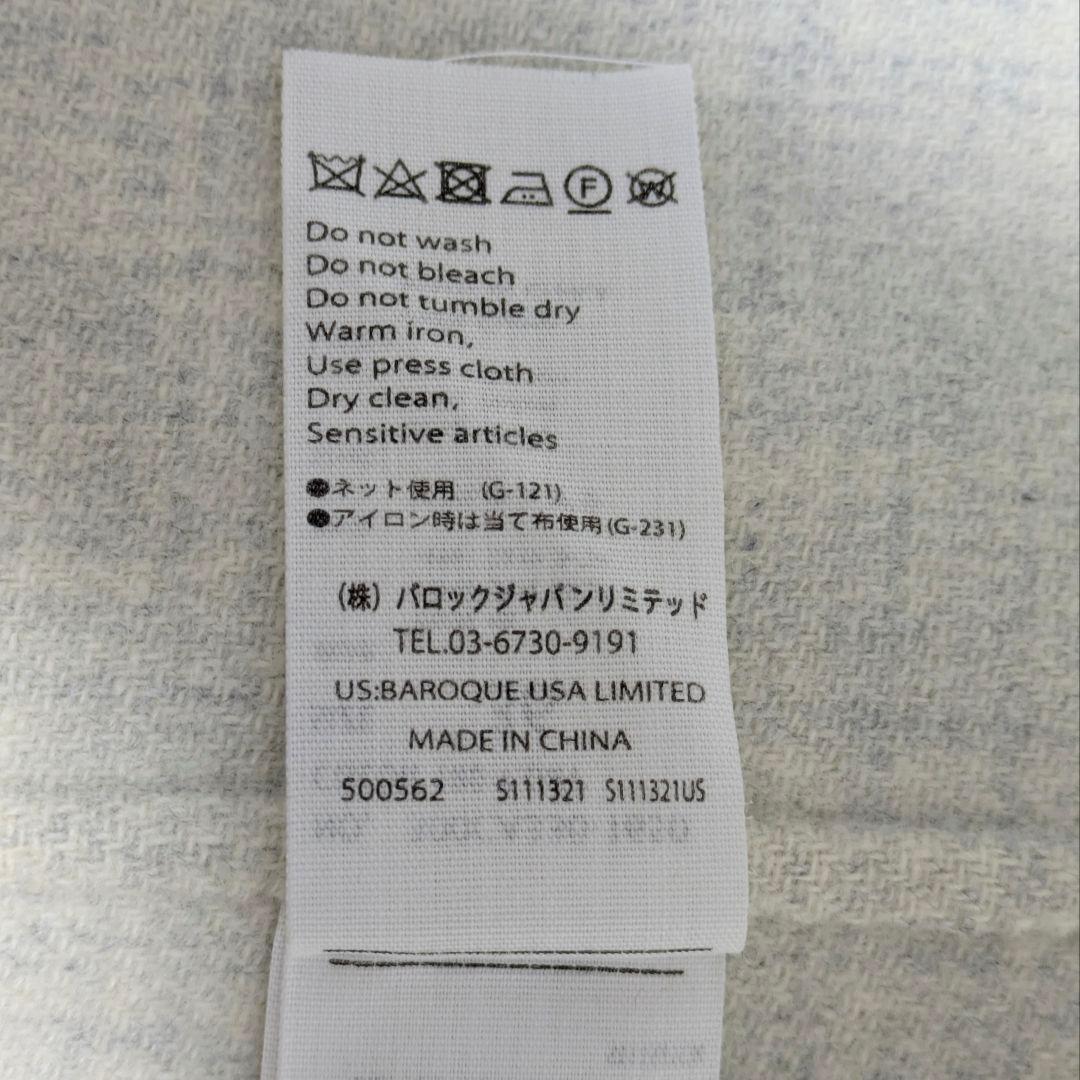 F W
Do not wash
Do not bleach
Do not tumble dry
Warm iron,
Use press cloth
Dry clean,
Sensitive articles
●ネット使用 (G-121)
●アイロン時は当て布使用(G-231)
(株) バロックジャパンリミテッド
TEL.03-6730-9191
US:BAROQUE USA LIMITED
MADE IN CHINA
500562 S111321 S111321US